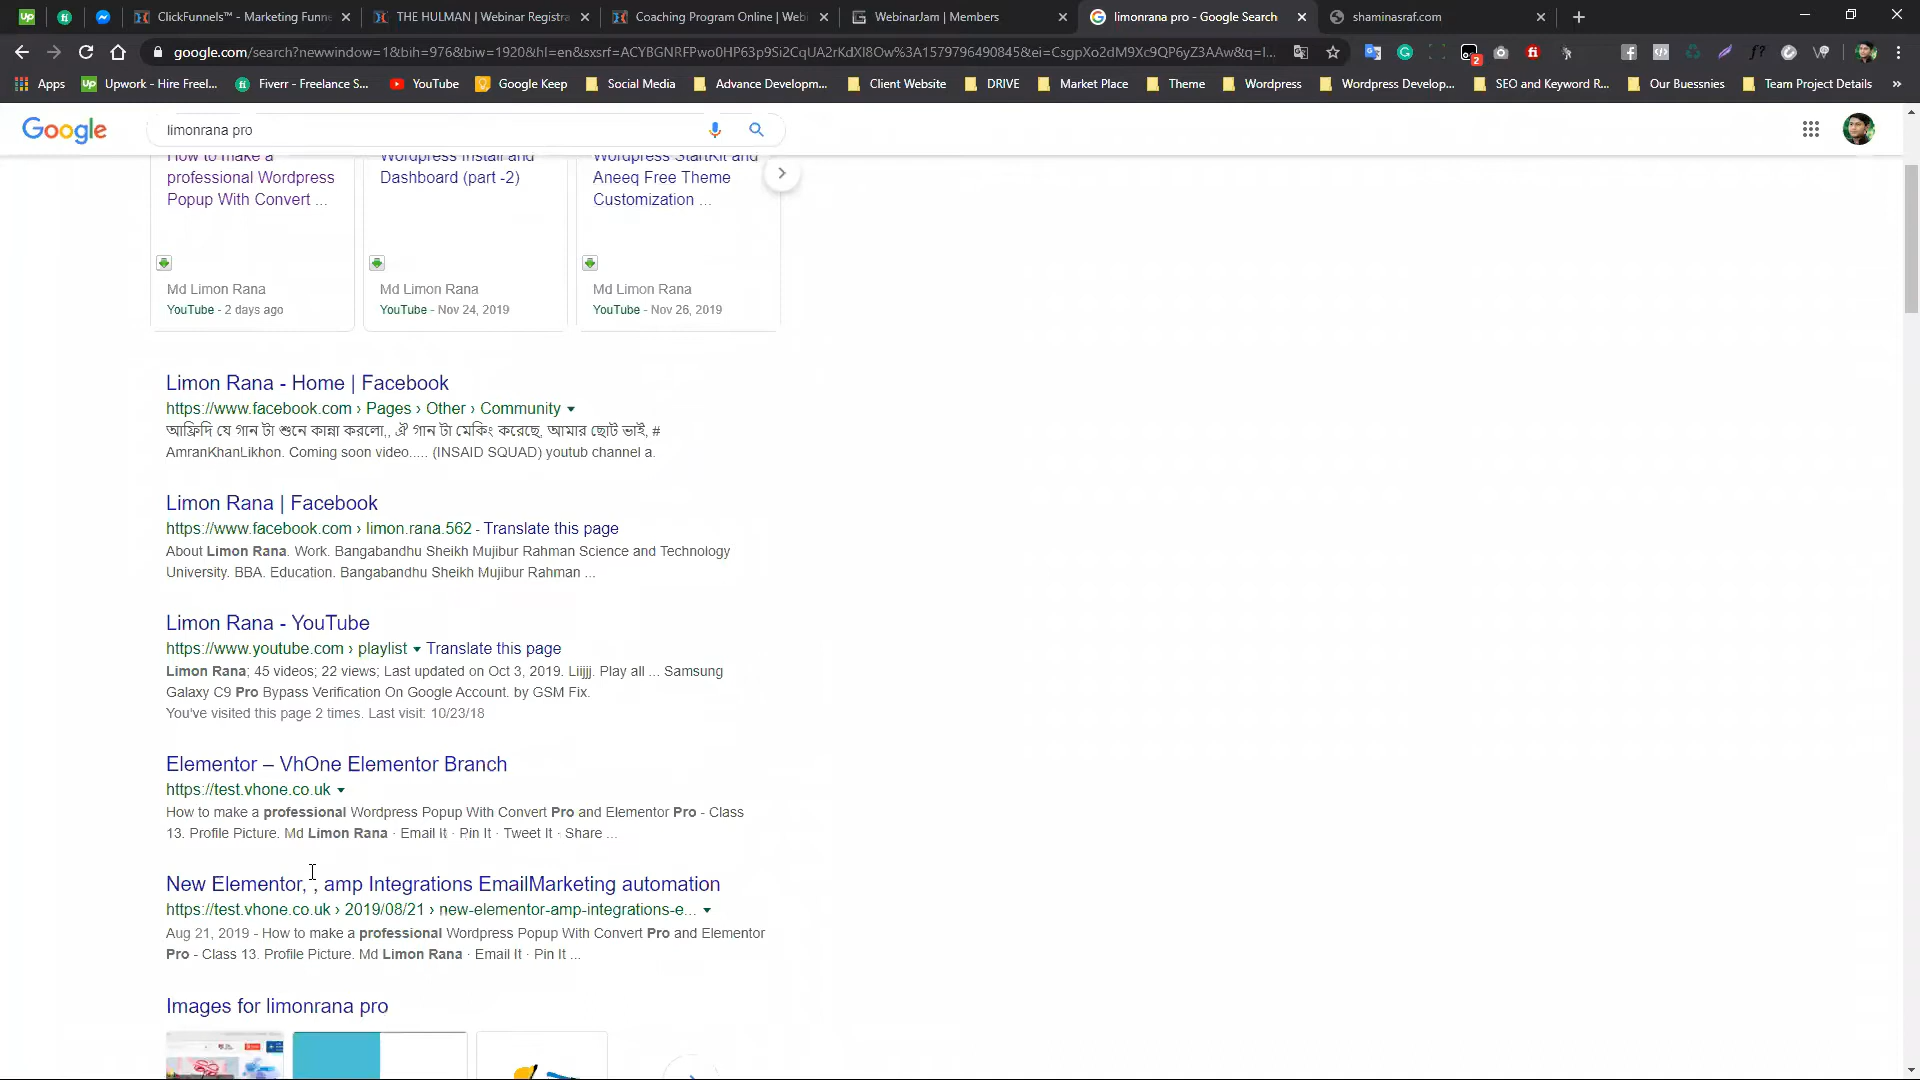 ClickFunnels™ - Marketing Funne
THE HULMAN | Webinar Registra
Coaching Program Online | Webi
WebinarJam | Members
limonrana pro - Google Search
shaminasraf.com
google.com/search?newwindow=1&bih=976&biw=1920&hl=en&sxsrf=ACYBGNRFPwo0HP63p9Si2CqUA2rKdXI8Ow%3A1579796490845&ei=CsgpXo2dM9Xc9QP6yZ3AAw&q=l...
Apps
Upwork - Hire Freel...
Fiverr - Freelance S...
YouTube
Google Keep
Social Media
Advance Developm...
Client Website
DRIVE
Market Place
Theme
Wordpress
Wordpress Develop...
SEO and Keyword R...
Our Buessnies
Team Project Details
Google
limonrana pro
How to make a
professional Wordpress
Popup With Convert ...
Md Limon Rana
YouTube - 2 days ago
Wordpress Install and
Dashboard (part -2)
Md Limon Rana
YouTube - Nov 24, 2019
Wordpress StartKit and
Aneeq Free Theme
Customization ...
Md Limon Rana
YouTube - Nov 26, 2019
Limon Rana - Home | Facebook
https://www.facebook.com › Pages › Other › Community
আফ্রিদি যে গান টা শুনে কান্না করলো,, ঐ গান টা মেকিং করেছে, আমার ছোট ভাই, #
AmranKhanLikhon. Coming soon video..... (INSAID SQUAD) youtub channel a.
Limon Rana | Facebook
https://www.facebook.com › limon.rana.562 - Translate this page
About Limon Rana. Work. Bangabandhu Sheikh Mujibur Rahman Science and Technology
University. BBA. Education. Bangabandhu Sheikh Mujibur Rahman ...
Limon Rana - YouTube
https://www.youtube.com › playlist Translate this page
Limon Rana; 45 videos; 22 views; Last updated on Oct 3, 2019. Liijjj. Play all ... Samsung
Galaxy C9 Pro Bypass Verification On Google Account. by GSM Fix.
You've visited this page 2 times. Last visit: 10/23/18
Elementor – VhOne Elementor Branch
https://test.vhone.co.uk
How to make a professional Wordpress Popup With Convert Pro and Elementor Pro - Class
13. Profile Picture. Md Limon Rana · Email It · Pin It · Tweet It · Share ...
New Elementor, , amp Integrations EmailMarketing automation
https://test.vhone.co.uk › 2019/08/21 › new-elementor-amp-integrations-e...
Aug 21, 2019 - How to make a professional Wordpress Popup With Convert Pro and Elementor
Pro - Class 13. Profile Picture. Md Limon Rana · Email It · Pin It ...
Images for limonrana pro